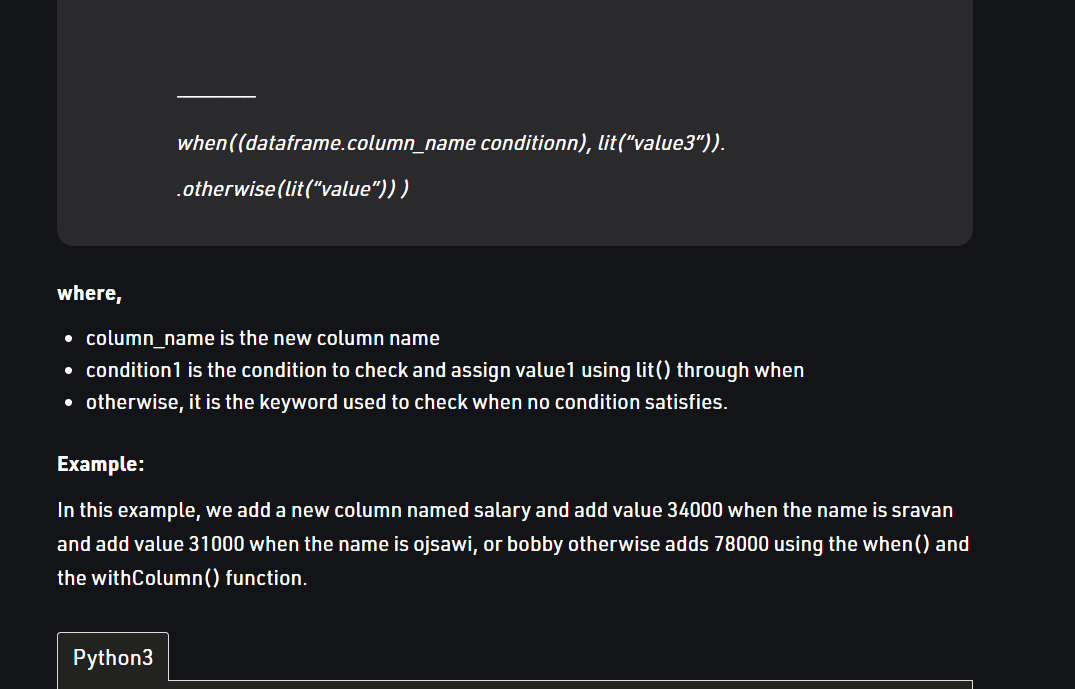 ________
when((dataframe.column_name conditionn), lit(“value3”)).
.otherwise(lit(“value”)) )
where,
• column_name is the new column name
• condition1 is the condition to check and assign value1 using lit() through when
• otherwise, it is the keyword used to check when no condition satisfies.
Example:
In this example, we add a new column named salary and add value 34000 when the name is sravan
and add value 31000 when the name is ojsawi, or bobby otherwise adds 78000 using the when() and
the withColumn() function.
Python3